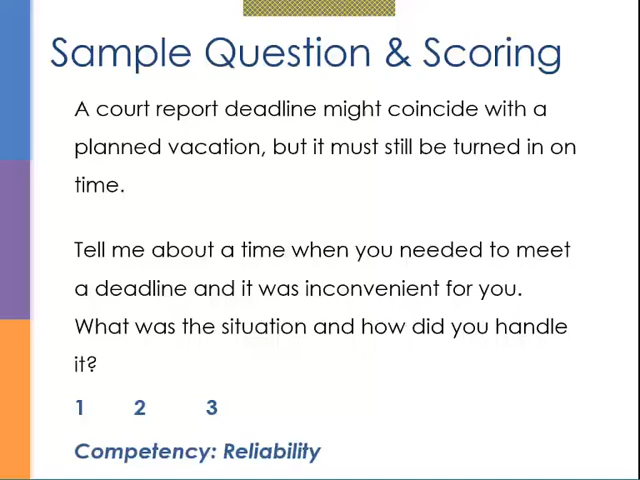 Sample Question & Scoring
A court report deadline might coincide with a
planned vacation, but it must still be turned in on
time.
Tell me about a time when you needed to meet
a deadline and it was inconvenient for you.
What was the situation and how did you handle
it?
1 2 3
Competency: Reliability